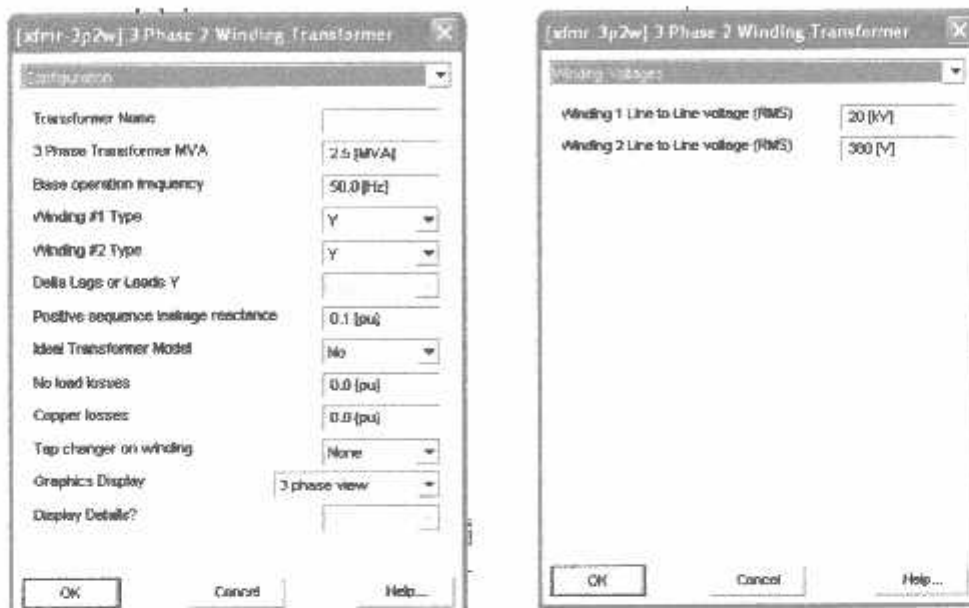 [xfmr-3p2w] 3 Phase 2 Winding Transformer
Configuration
Transformer Name
3 Phase Transformer MVA 2.5 [MVA]
Base operation frequency 50.0 [Hz]
Winding #1 Type Y
Winding #2 Type Y
Delta Lags or Leads Y
Positive sequence leakage reactance 0.1 [pu]
Ideal Transformer Model No
No load losses 0.0 [pu]
Copper losses 0.0 [pu]
Tap changer on winding None
Graphics Display 3 phase view
Display Details?
OK Cancel Help...
[xfmr-3p2w] 3 Phase 2 Winding Transformer
Winding Voltages
Winding 1 Line to Line voltage (RMS) 20 [kV]
Winding 2 Line to Line voltage (RMS) 380 [V]
OK Cancel Help...